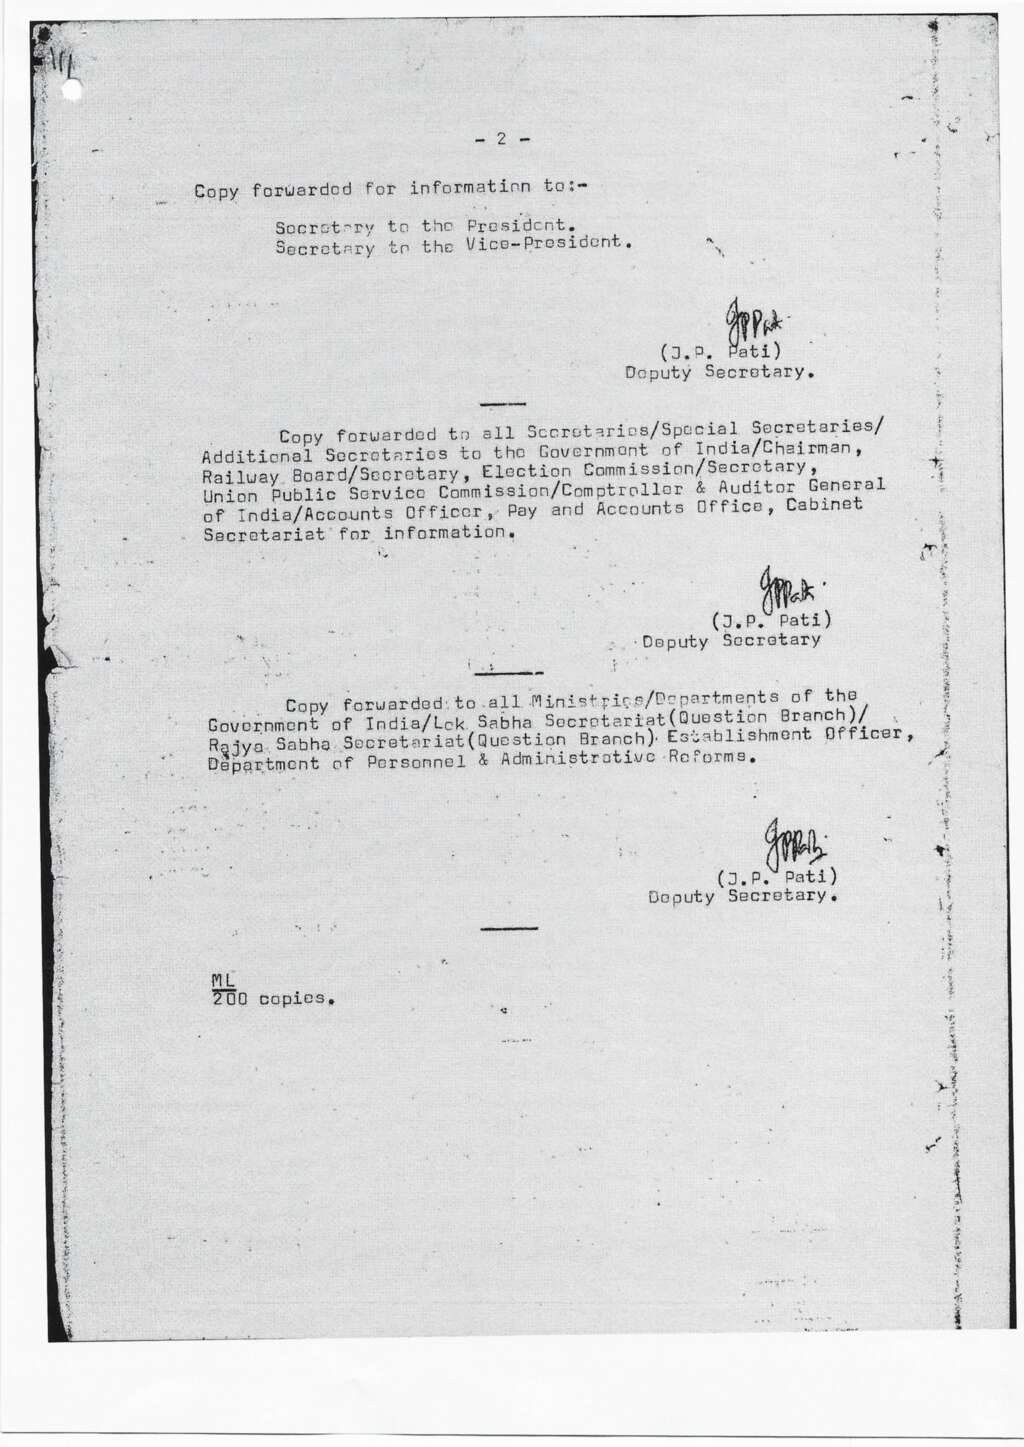 - 2 -
Copy forwarded for information to:-
Secretary to the President.
Secretary to the Vice-President.
(J.P. Pati)
Deputy Secretary.
Copy forwarded to all Secretaries/Special Secretaries/
Additional Secretaries to the Government of India/Chairman,
Railway Board/Secretary, Election Commission/Secretary,
Union Public Service Commission/Comptroller & Auditor General
of India/Accounts Officer, Pay and Accounts Office, Cabinet
Secretariat for information.
(J.P. Pati)
Deputy Secretary
Copy forwarded to all Ministries/Departments of the
Government of India/Lok Sabha Secretariat(Question Branch)/
Rajya Sabha Secretariat(Question Branch) Establishment Officer,
Department of Personnel & Administrative Reforms.
(J.P. Pati)
Deputy Secretary.
ML
200 copies.